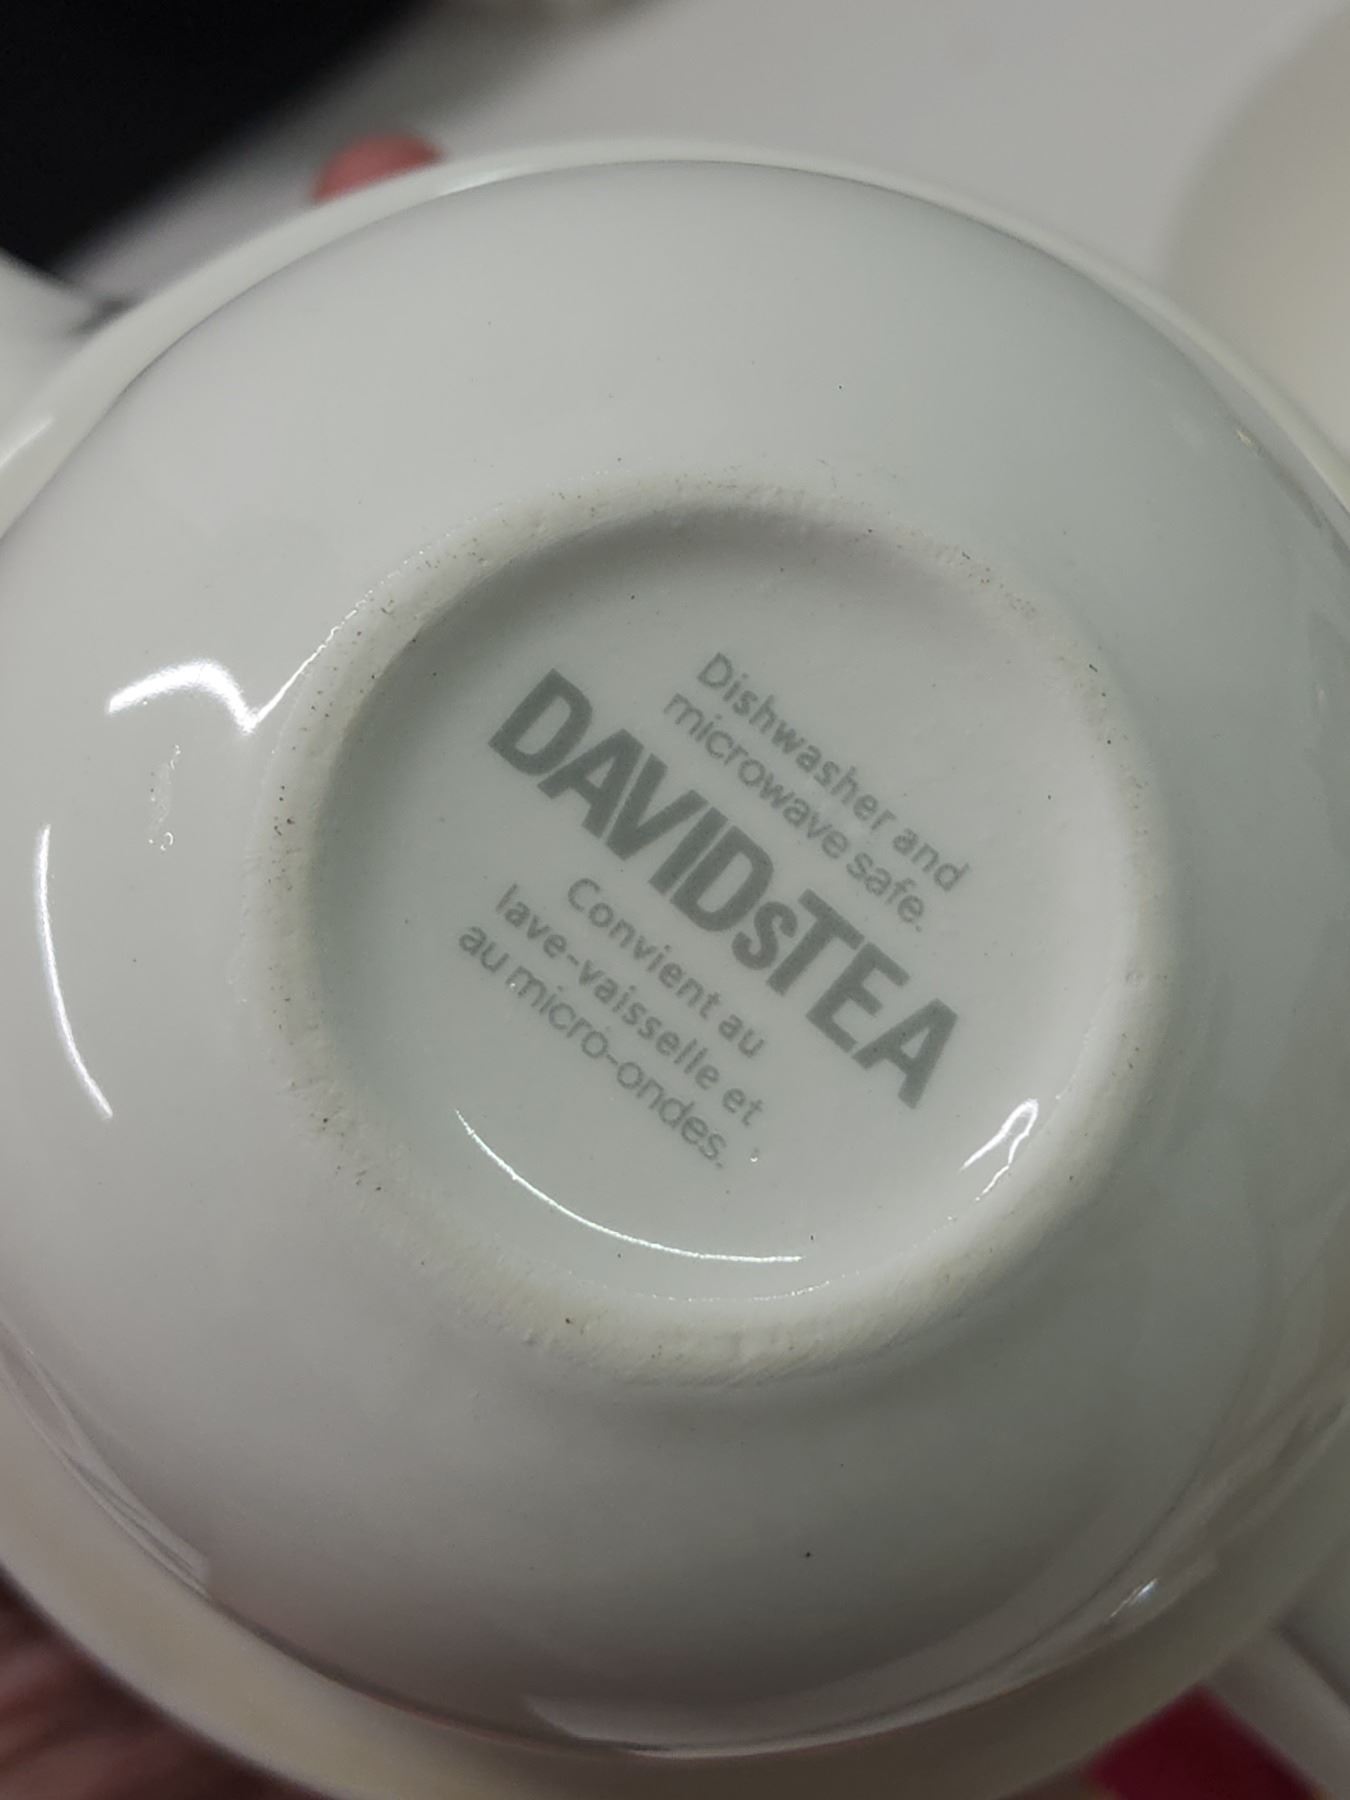 Dishwasher and
microwave safe.
DAVIDsTEA
Convient au
lave-vaisselle et
au micro-ondes.